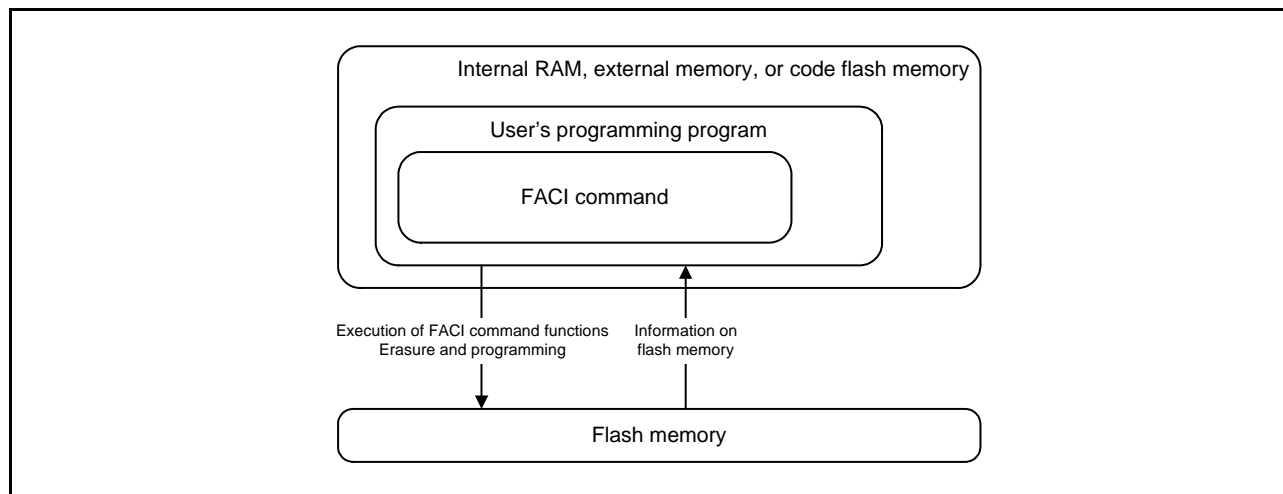 Internal RAM, external memory, or code flash memory
User's programming program
FACI command
Execution of FACI command functions
Erasure and programming
Information on
flash memory
Flash memory